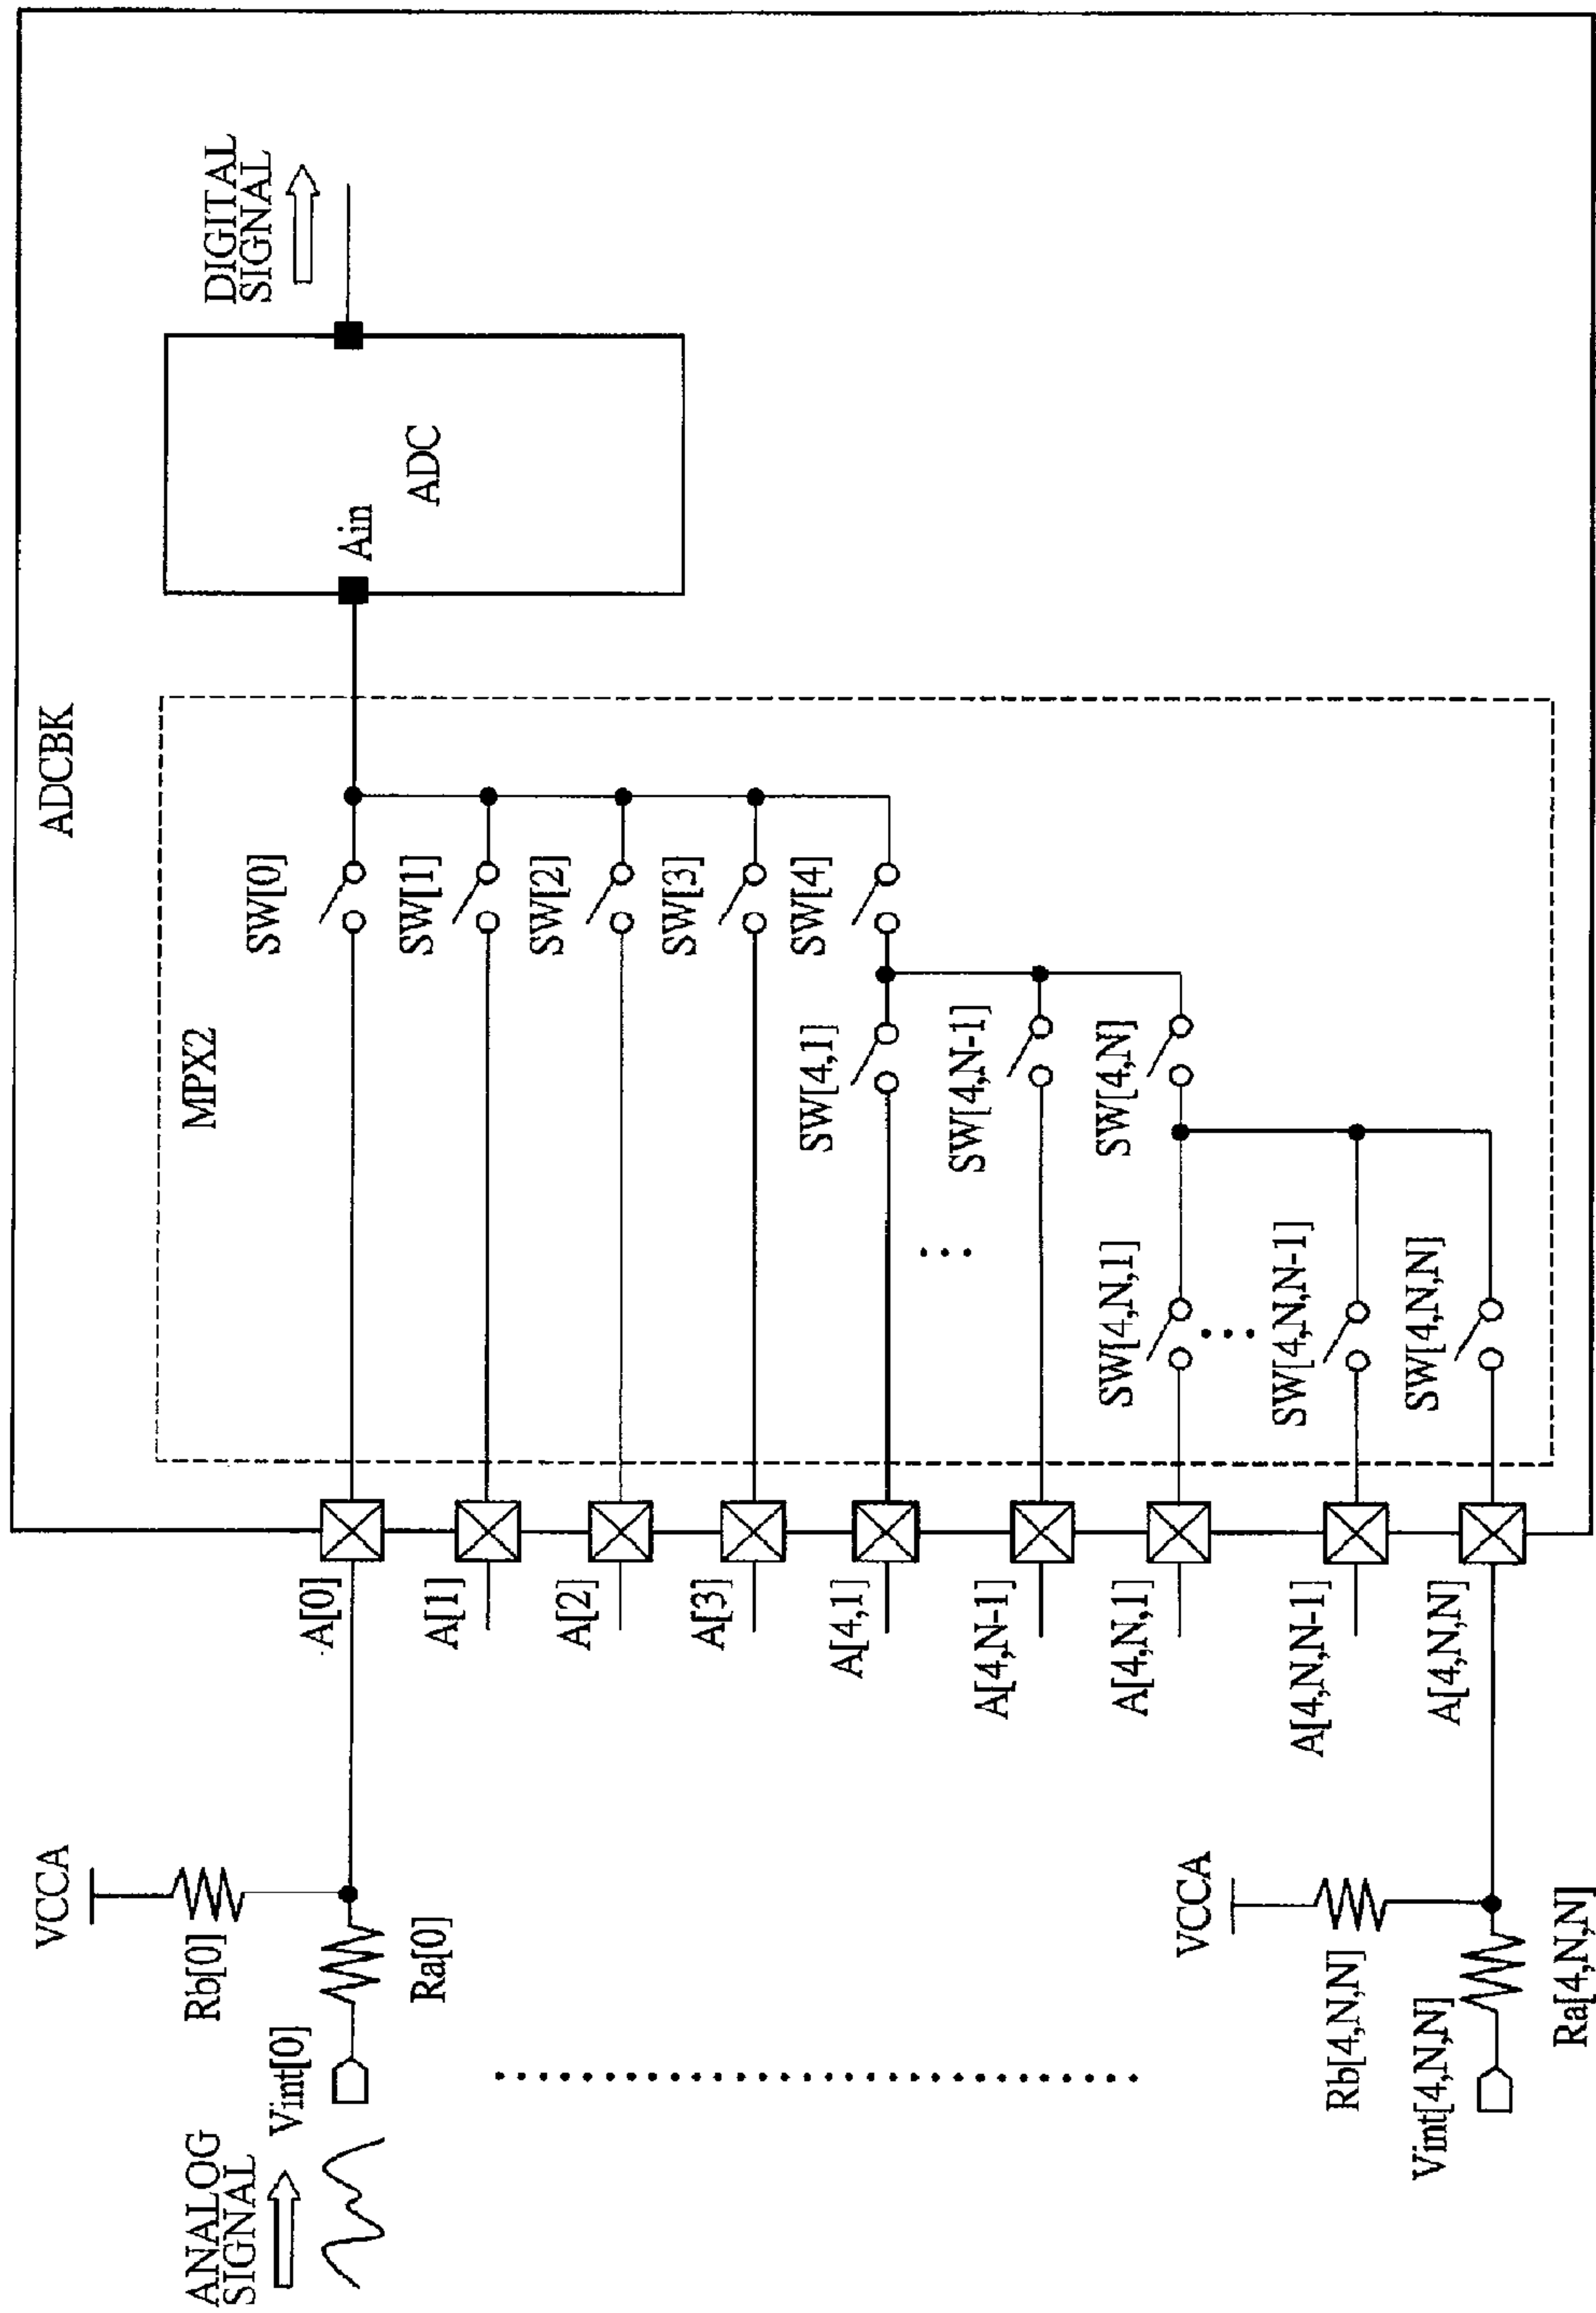 ADCBK
MPX2
DIGITAL
SIGNAL
ADC
Ain
SW[0]
SW[1]
SW[2]
SW[3]
SW[4]
SW[4,1]
SW[4,N-1]
SW[4,N]
SW[4,N,1]
SW[4,N,N-1]
SW[4,N,N]
A[0]
A[1]
A[2]
A[3]
A[4,1]
A[4,N-1]
A[4,N,1]
A[4,N,N-1]
A[4,N,N]
VCCA
Rb[0]
Ra[0]
Vint[0]
ANALOG
SIGNAL
VCCA
Rb[4,N,N]
Vint[4,N,N]
Ra[4,N,N]